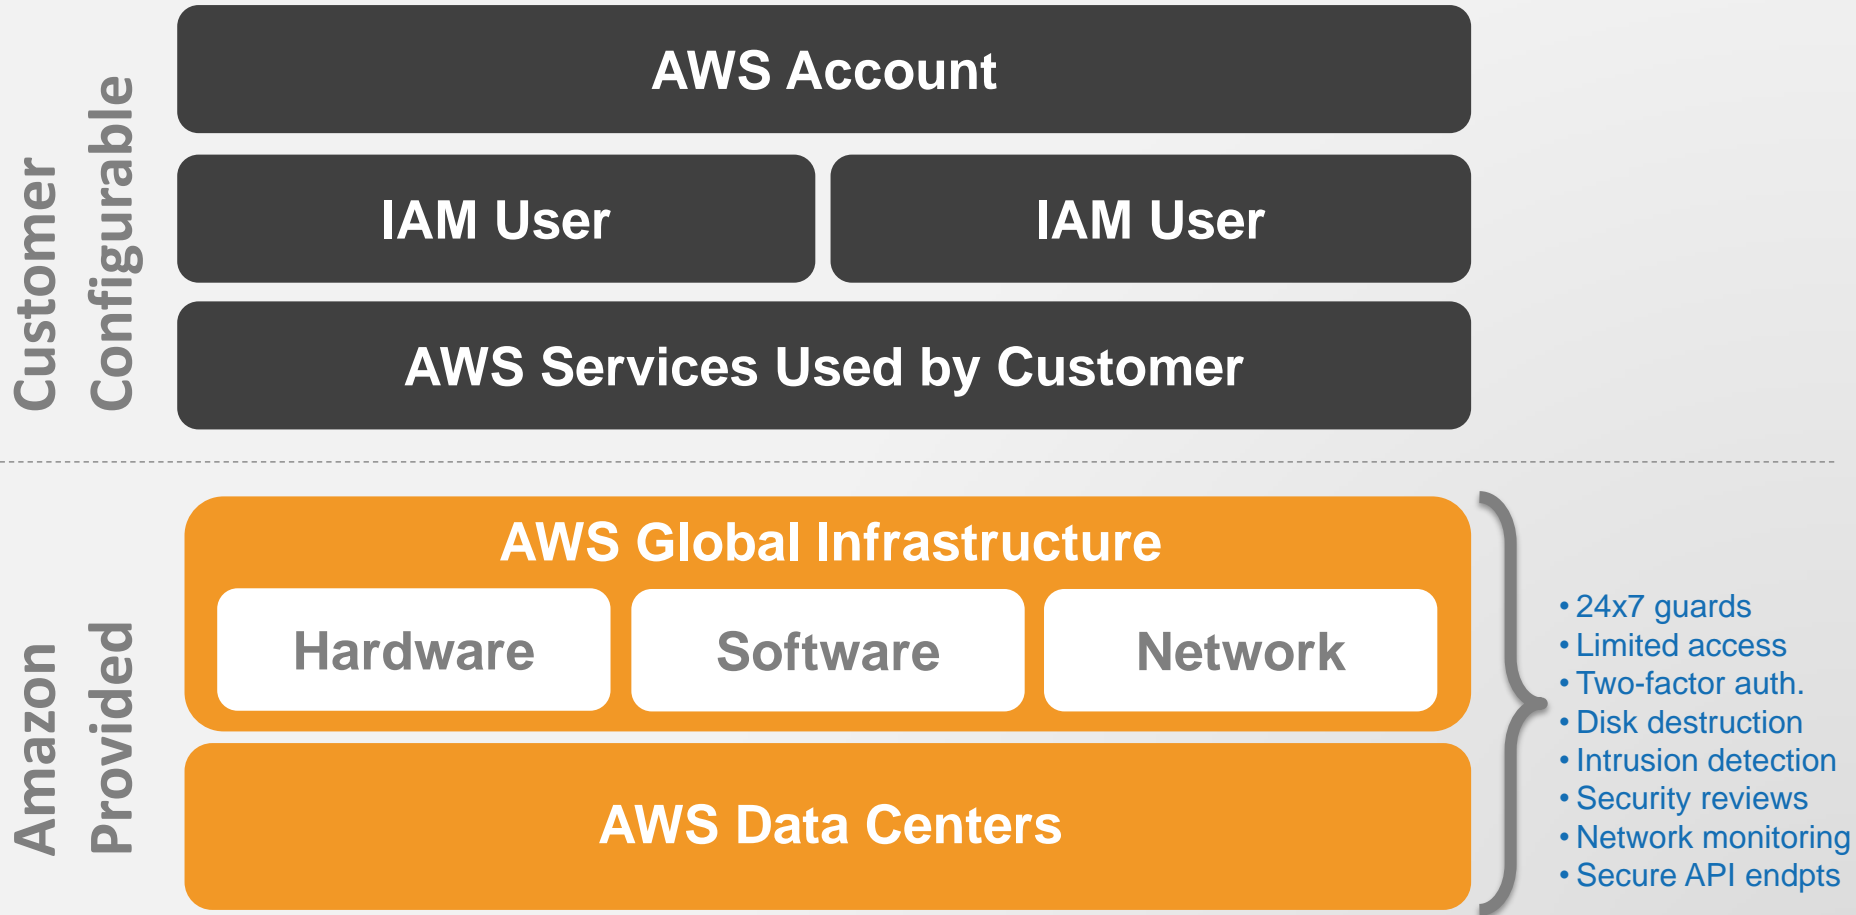 Customer
Configurable
AWS Account
IAM User
IAM User
AWS Services Used by Customer
Amazon
Provided
AWS Global Infrastructure
Hardware
Software
Network
AWS Data Centers
• 24x7 guards
• Limited access
• Two-factor auth.
• Disk destruction
• Intrusion detection
• Security reviews
• Network monitoring
• Secure API endpts